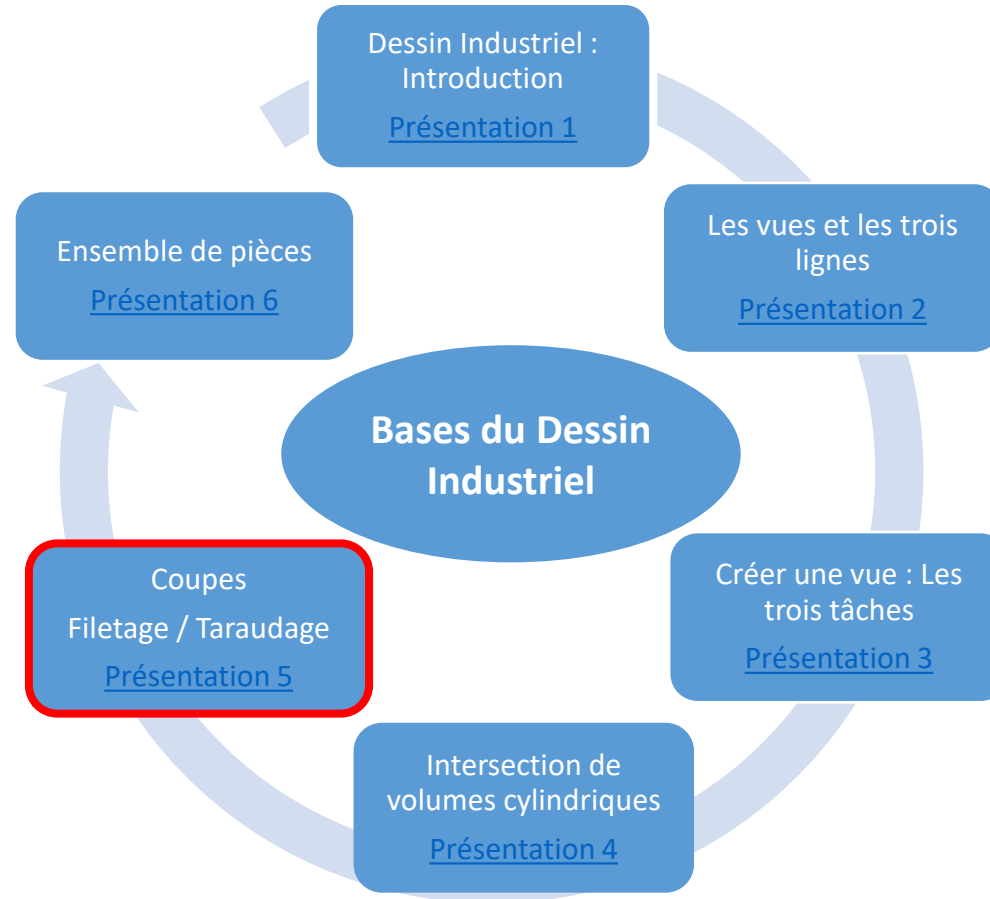 Dessin Industriel :
Introduction
Présentation 1
Les vues et les trois
lignes
Présentation 2
Créer une vue : Les
trois tâches
Présentation 3
Intersection de
volumes cylindriques
Présentation 4
Coupes
Filetage / Taraudage
Présentation 5
Ensemble de pièces
Présentation 6
Bases du Dessin
Industriel